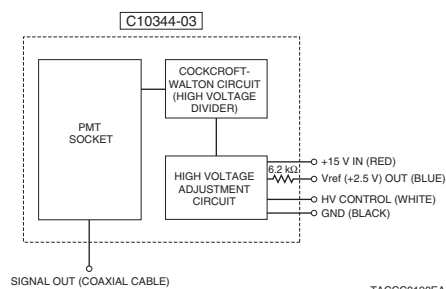 C10344-03
COCKCROFT-
WALTON CIRCUIT
(HIGH VOLTAGE
DIVIDER)
PMT
SOCKET
HIGH VOLTAGE
ADJUSTMENT
CIRCUIT
6.2 kΩ
+15 V IN (RED)
Vref (+2.5 V) OUT (BLUE)
HV CONTROL (WHITE)
GND (BLACK)
SIGNAL OUT (COAXIAL CABLE)